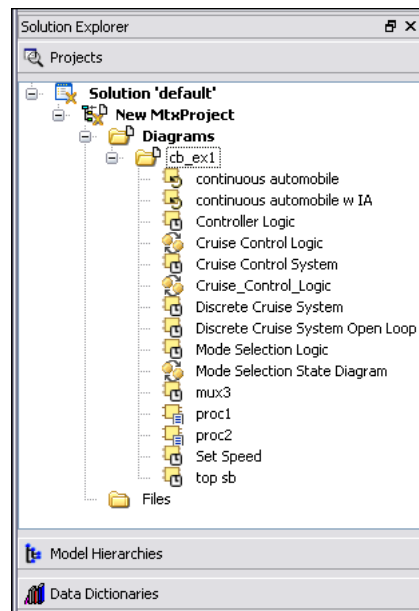 Solution Explorer
Projects
Solution 'default'
New MtxProject
Diagrams
cb_ex1
continuous automobile
continuous automobile w IA
Controller Logic
Cruise Control Logic
Cruise Control System
Cruise_Control_Logic
Discrete Cruise System
Discrete Cruise System Open Loop
Mode Selection Logic
Mode Selection State Diagram
mux3
proc1
proc2
Set Speed
top sb
Files
Model Hierarchies
Data Dictionaries